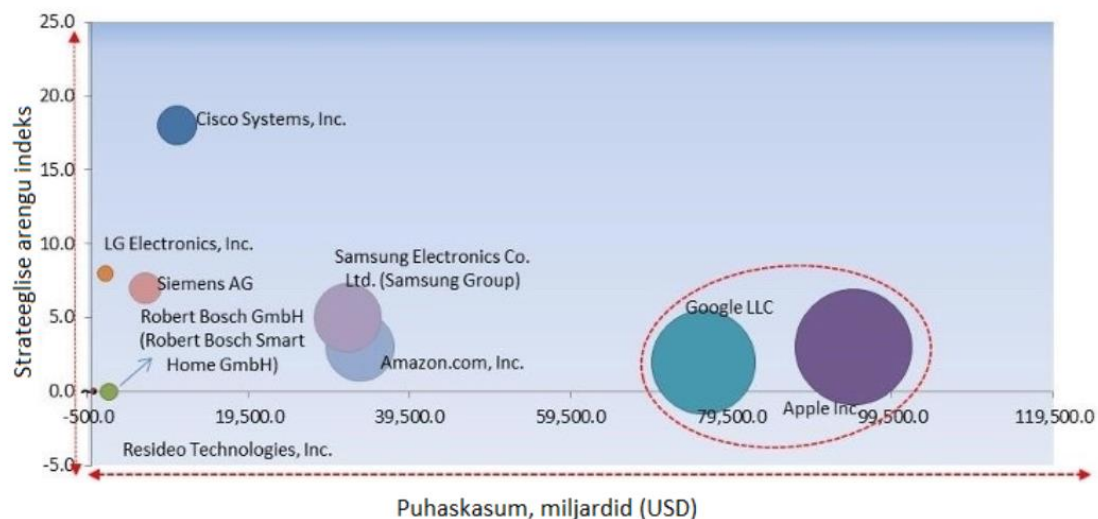 25.0
20.0
15.0
10.0
5.0
0.0
-5.0
Strateeglise arengu indeks
Cisco Systems, Inc.
LG Electronics, Inc.
Siemens AG
Robert Bosch GmbH
(Robert Bosch Smart
Home GmbH)
Samsung Electronics Co.
Ltd. (Samsung Group)
Amazon.com, Inc.
Google LLC
Apple Inc.
-500.0
19,500.0
39,500.0
59,500.0
79,500.0
99,500.0
119,500.0
Resideo Technologies, Inc.
Puhaskasum, miljardid (USD)